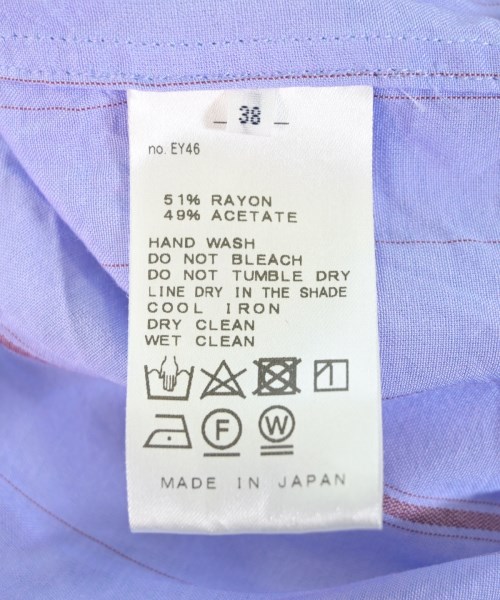 _ 38 _
no. EY46
51% RAYON
49% ACETATE
HAND WASH
DO NOT BLEACH
DO NOT TUMBLE DRY
LINE DRY IN THE SHADE
COOL IRON
DRY CLEAN
WET CLEAN
F W
MADE IN JAPAN